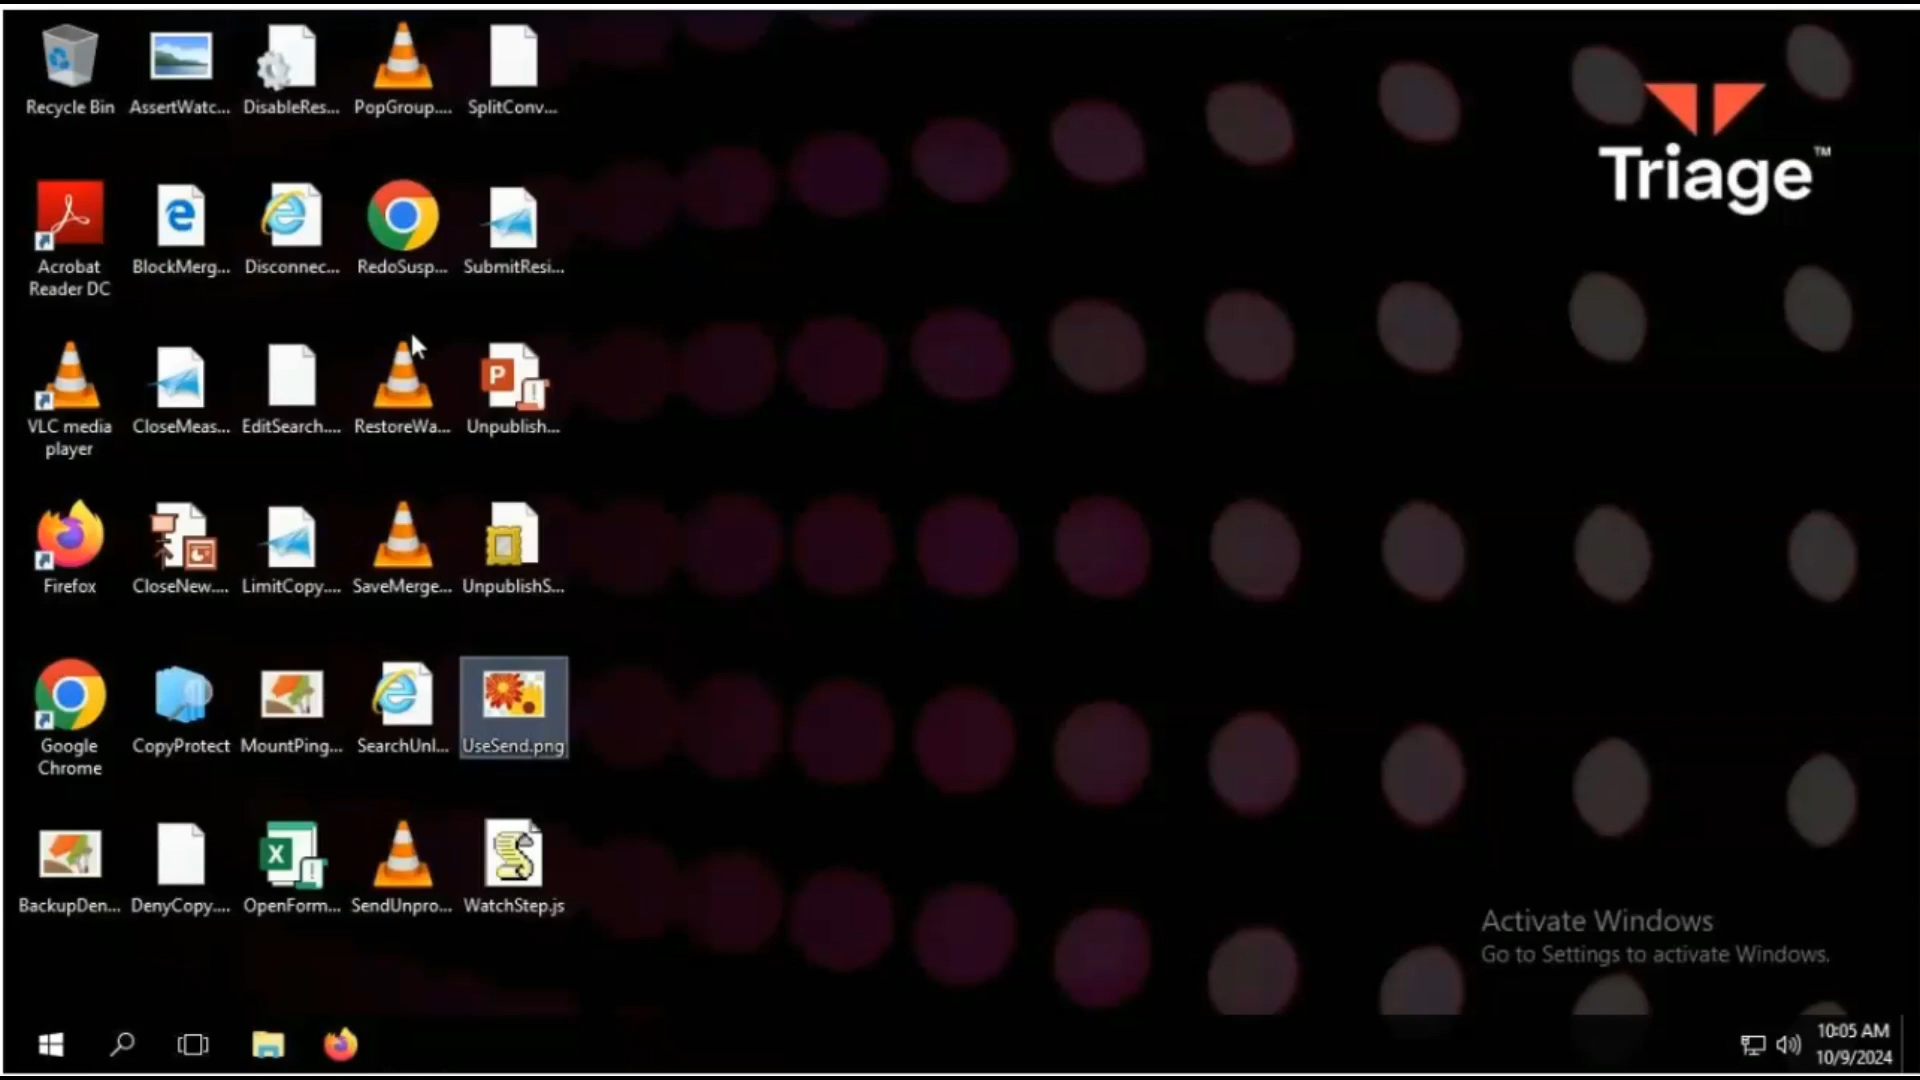 Recycle Bin
AssertWatc...
DisableRes...
PopGroup....
SplitConv...
Triage™
Acrobat
Reader DC
BlockMerg...
Disconnec...
RedoSusp...
SubmitResi...
VLC media
player
CloseMeas...
EditSearch....
RestoreWa...
Unpublish...
Firefox
CloseNew....
LimitCopy....
SaveMerge...
UnpublishS...
Google
Chrome
CopyProtect
MountPing...
SearchUnl...
UseSend.png
BackupDen...
DenyCopy....
OpenForm...
SendUnpro...
WatchStep.js
Activate Windows
Go to Settings to activate Windows.
10:05 AM
10/9/2024